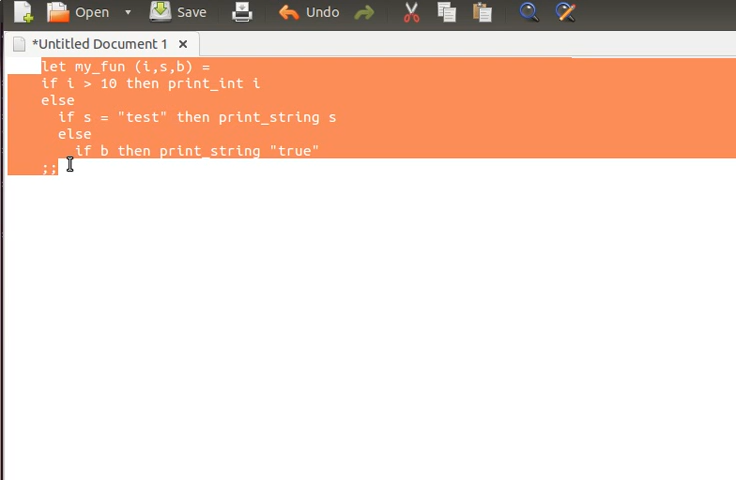 Open Save Undo
*Untitled Document 1
let my_fun (i,s,b) =
if i > 10 then print_int i
else
if s = "test" then print_string s
else
if b then print_string "true"
;;